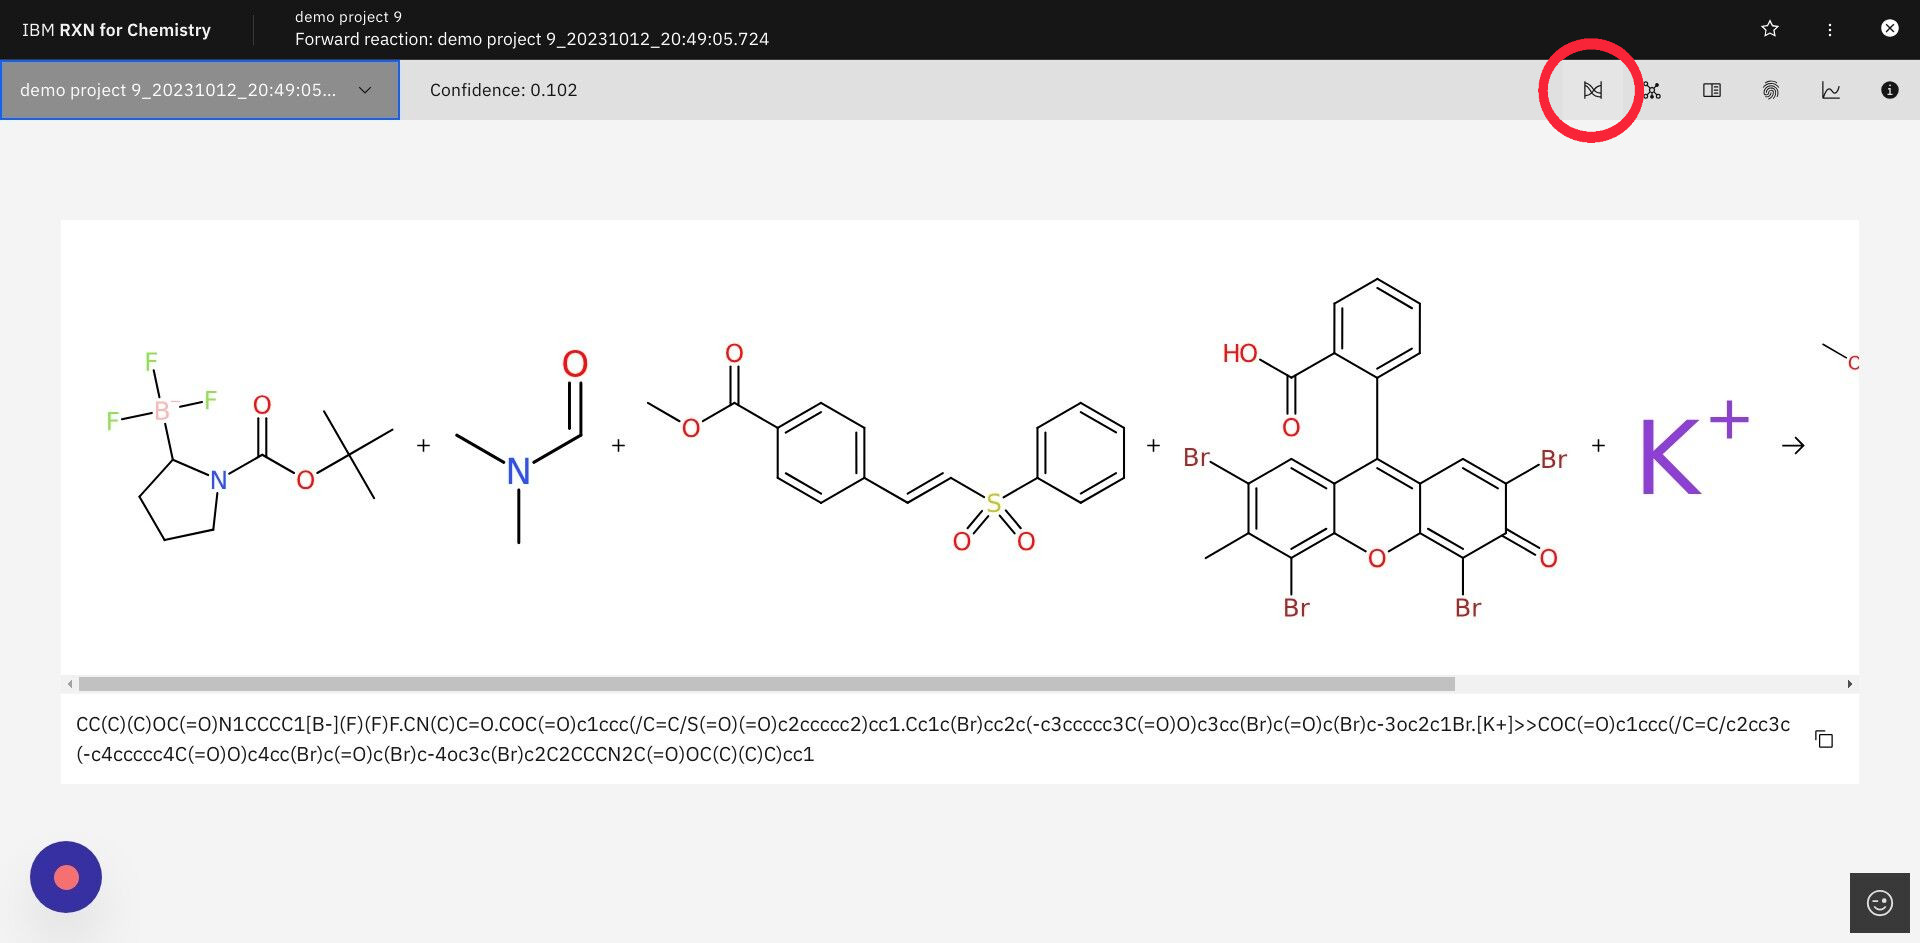 IBM RXN for Chemistry
demo project 9
Forward reaction: demo project 9_20231012_20:49:05.724
demo project 9_20231012_20:49:05...
Confidence: 0.102
F
F
F
B−
O
N
O
+
O
N
+
O
O
S
O
O
+
HO
O
Br
Br
O
O
Br
Br
+
K+
→
O
CC(C)(C)OC(=O)N1CCCC1[B-](F)(F)F.CN(C)C=O.COC(=O)c1ccc(/C=C/S(=O)(=O)c2ccccc2)cc1.Cc1c(Br)cc2c(-c3ccccc3C(=O)O)c3cc(Br)c(=O)c(Br)c-3oc2c1Br.[K+]>>COC(=O)c1ccc(/C=C/c2cc3c
(-c4ccccc4C(=O)O)c4cc(Br)c(=O)c(Br)c-4oc3c(Br)c2C2CCCN2C(=O)OC(C)(C)C)cc1